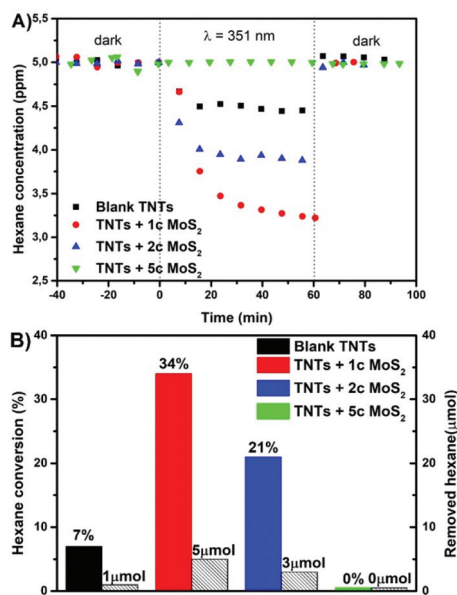 A)
dark
λ = 351 nm
dark
Hexane concentration (ppm)
5,5
5,0
4,5
4,0
3,5
3,0
2,5
Blank TNTs
TNTs + 1c MoS₂
TNTs + 2c MoS₂
TNTs + 5c MoS₂
-40 -20 0 20 40 60 80 100
Time (min)
B)
Hexane conversion (%)
40
30
20
10
0
Blank TNTs
TNTs + 1c MoS₂
TNTs + 2c MoS₂
TNTs + 5c MoS₂
7%
1μmol
34%
5μmol
21%
3μmol
0%
0μmol
40
30
20
10
0
Removed hexane(μmol)